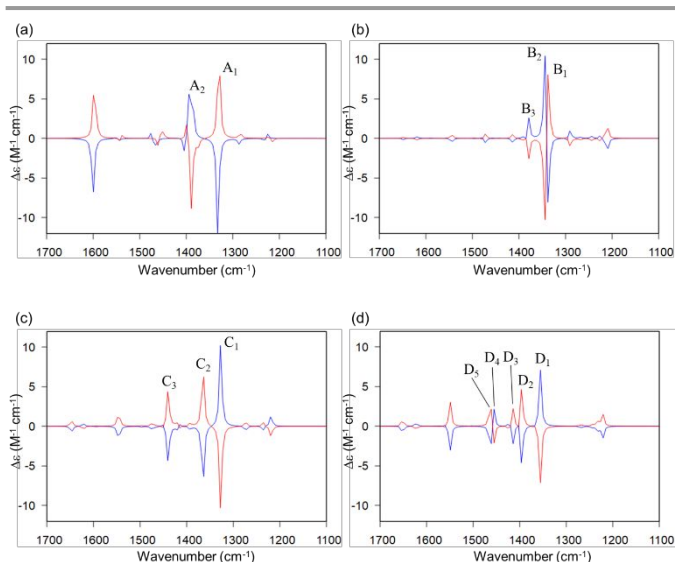 (a)
(b)
Δε (M⁻¹ cm⁻¹)
10
5
0
-5
-10
A₂
A₁
1700 1600 1500 1400 1300 1200 1100
Wavenumber (cm⁻¹)
10
5
0
-5
-10
B₂
B₁
B₃
1700 1600 1500 1400 1300 1200 1100
Wavenumber (cm⁻¹)
(c)
(d)
Δε (M⁻¹ cm⁻¹)
10
5
0
-5
-10
C₁
C₂
C₃
1700 1600 1500 1400 1300 1200 1100
Wavenumber (cm⁻¹)
Δε (M⁻¹ cm⁻¹)
10
5
0
-5
-10
D₅
D₄
D₃
D₂
D₁
1700 1600 1500 1400 1300 1200 1100
Wavenumber (cm⁻¹)